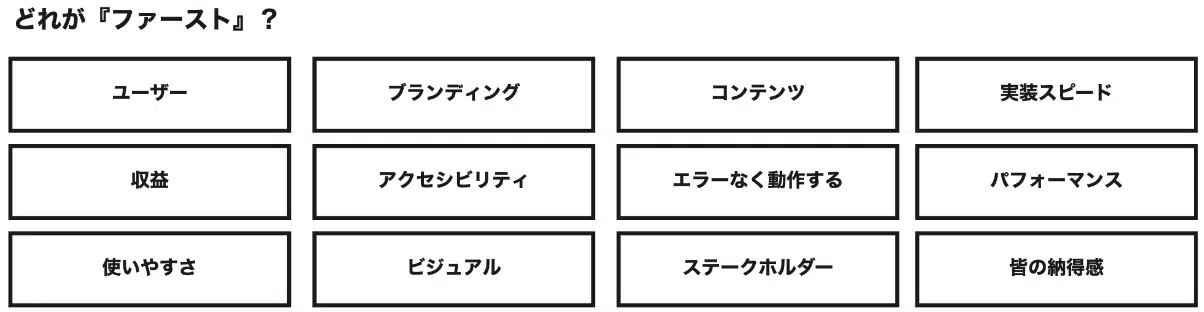 どれが『ファースト』？
ユーザー
ブランディング
コンテンツ
実装スピード
収益
アクセシビリティ
エラーなく動作する
パフォーマンス
使いやすさ
ビジュアル
ステークホルダー
皆の納得感